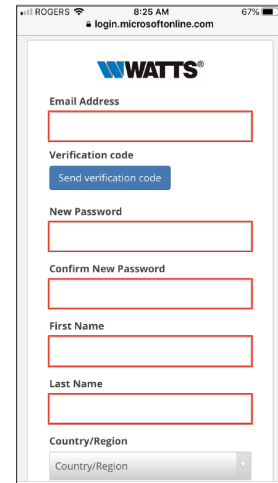 ROGERS 8:25 AM 67%
login.microsoftonline.com
WATTS®
Email Address
Verification code
Send verification code
New Password
Confirm New Password
First Name
Last Name
Country/Region
Country/Region